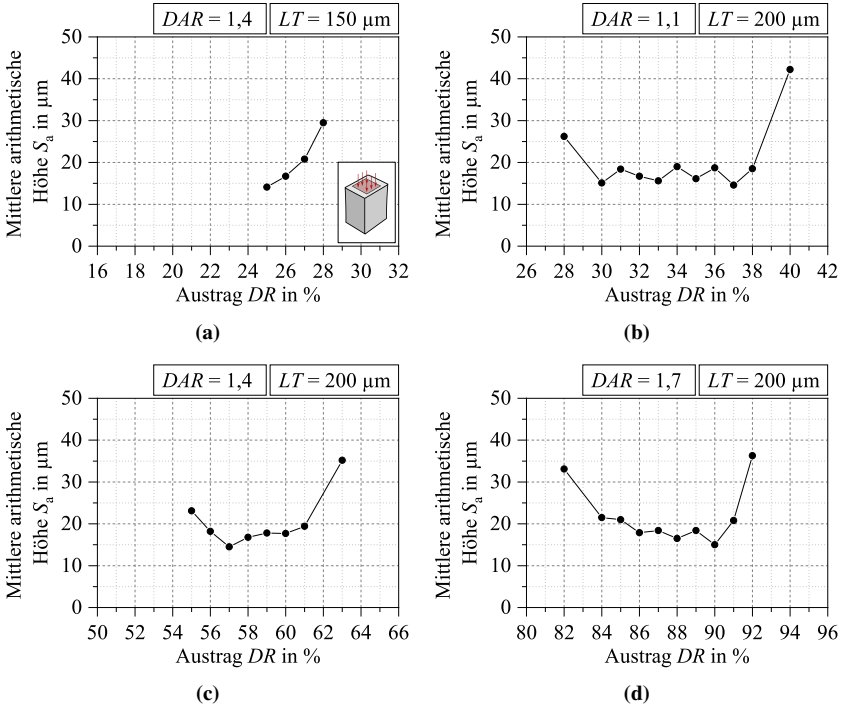 DAR = 1,4 LT = 150 µm
50
40
30
20
10
0
Mittlere arithmetische
Höhe Sa in µm
16 18 20 22 24 26 28 30 32
Austrag DR in %
(a)
DAR = 1,1 LT = 200 µm
50
40
30
20
10
0
Mittlere arithmetische
Höhe Sa in µm
26 28 30 32 34 36 38 40 42
Austrag DR in %
(b)
DAR = 1,4 LT = 200 µm
50
40
30
20
10
0
Mittlere arithmetische
Höhe Sa in µm
50 52 54 56 58 60 62 64 66
Austrag DR in %
(c)
DAR = 1,7 LT = 200 µm
50
40
30
20
10
0
Mittlere arithmetische
Höhe Sa in µm
80 82 84 86 88 90 92 94 96
Austrag DR in %
(d)